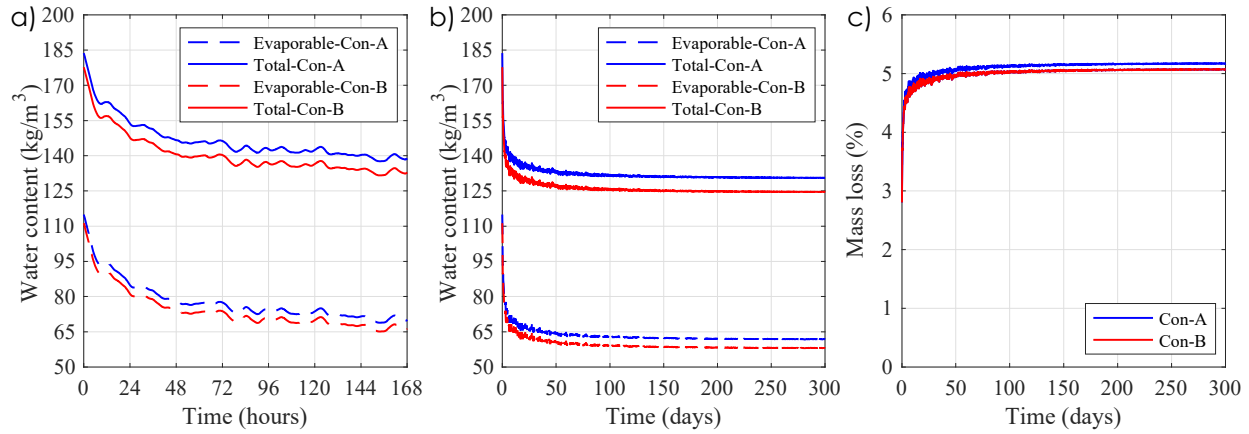 a)
Water content (kg/m³)
185
170
155
140
125
110
95
80
65
50
0 24 48 72 96 120 144 168
Time (hours)
Evaporable-Con-A
Total-Con-A
Evaporable-Con-B
Total-Con-B
b)
Water content (kg/m³)
185
170
155
140
125
110
95
80
65
50
0 50 100 150 200 250 300
Time (days)
Evaporable-Con-A
Total-Con-A
Evaporable-Con-B
Total-Con-B
c)
Mass loss (%)
6
5
4
3
2
1
0
0 50 100 150 200 250 300
Time (days)
Con-A
Con-B